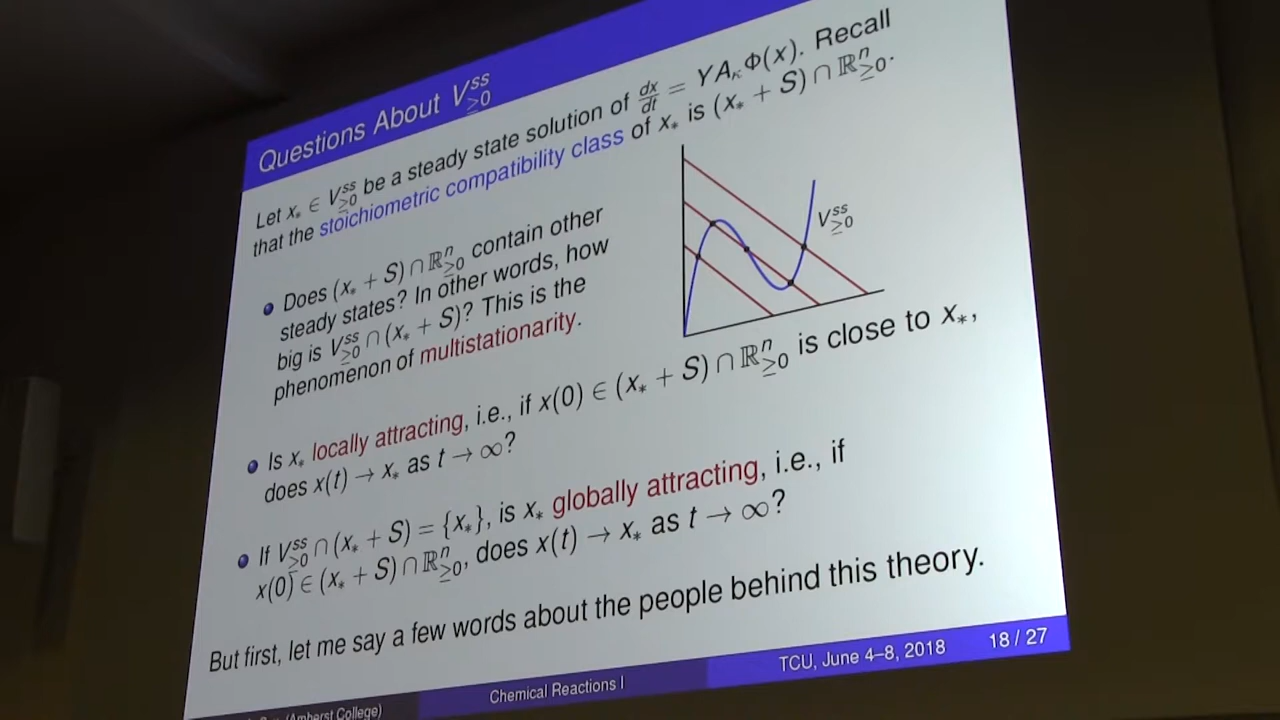 Questions About V^{ss}_{≥0}
Let x_* ∈ V^{ss}_{≥0} be a steady state solution of dx/dt = Y A_κ Φ(x). Recall
that the stoichiometric compatibility class of x_* is (x_* + S) ∩ ℝ^n_{≥0}.
Does (x_* + S) ∩ ℝ^n_{≥0} contain other
steady states? In other words, how
big is V^{ss}_{≥0} ∩ (x_* + S)? This is the
phenomenon of multistationarity.
V^{ss}_{≥0}
Is x_* locally attracting, i.e., if x(0) ∈ (x_* + S) ∩ ℝ^n_{≥0} is close to x_*,
does x(t) → x_* as t → ∞?
If V^{ss}_{≥0} ∩ (x_* + S) = {x_*}, is x_* globally attracting, i.e., if
x(0) ∈ (x_* + S) ∩ ℝ^n_{≥0}, does x(t) → x_* as t → ∞?
But first, let me say a few words about the people behind this theory.
(Amherst College)
Chemical Reactions I
TCU, June 4–8, 2018
18 / 27